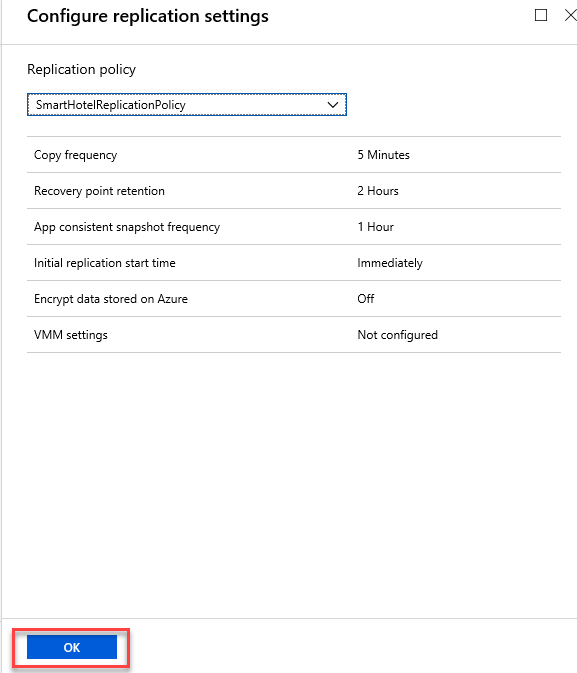 Configure replication settings
Replication policy
SmartHotelReplicationPolicy
Copy frequency 5 Minutes
Recovery point retention 2 Hours
App consistent snapshot frequency 1 Hour
Initial replication start time Immediately
Encrypt data stored on Azure Off
VMM settings Not configured
OK